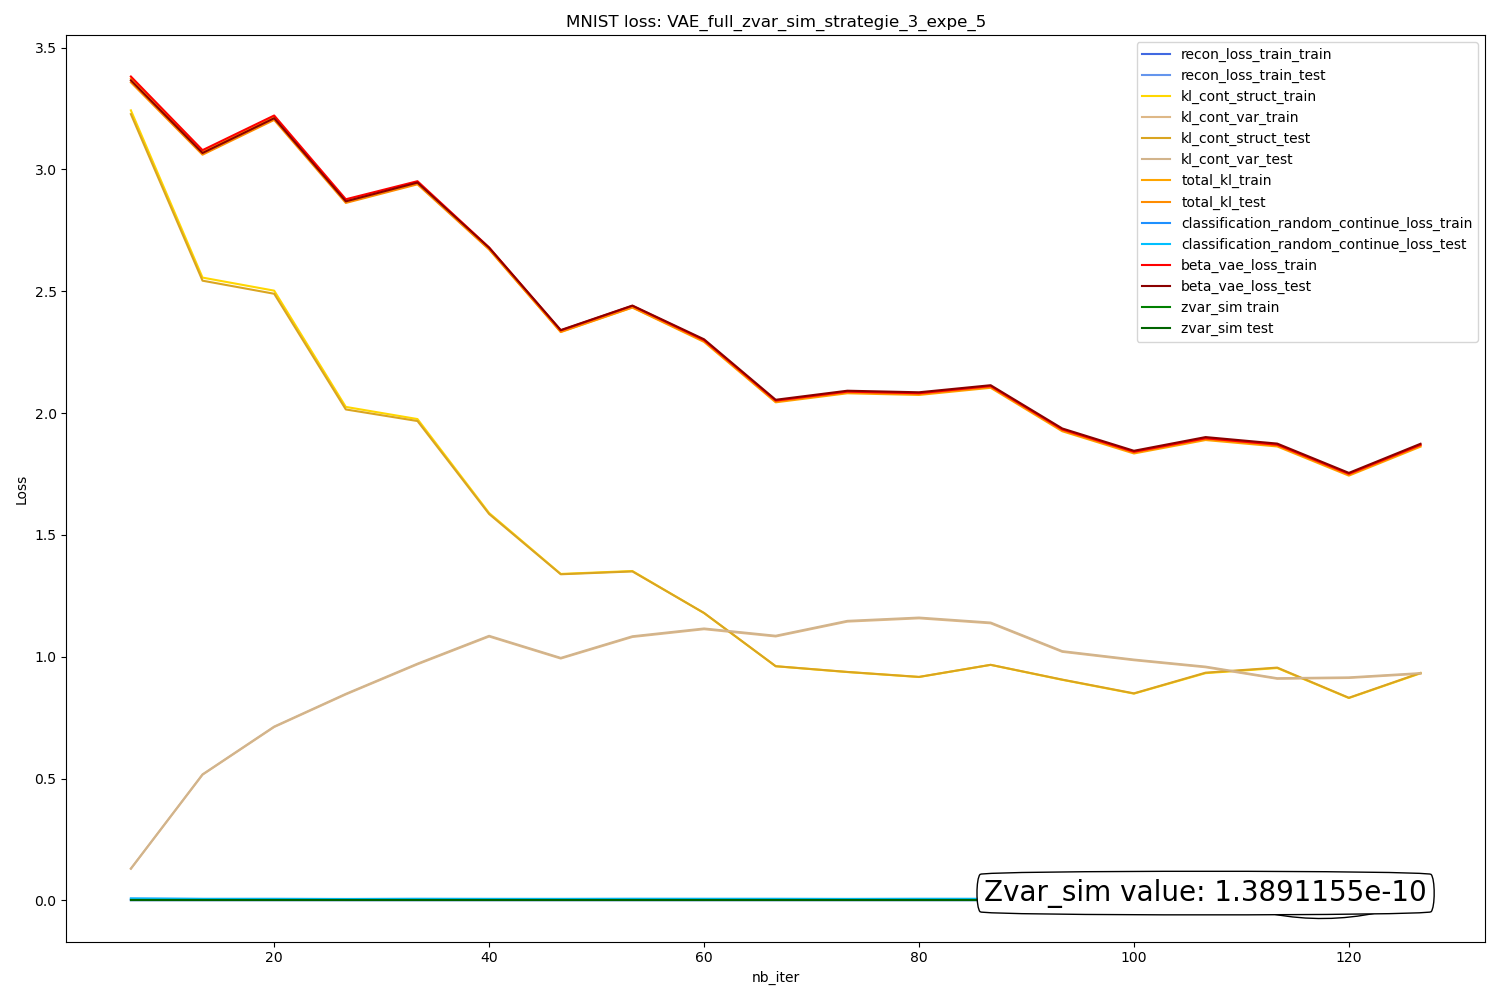 MNIST loss: VAE_full_zvar_sim_strategie_3_expe_5
3.5
3.0
2.5
2.0
1.5
1.0
0.5
0.0
Loss
recon_loss_train_train
recon_loss_train_test
kl_cont_struct_train
kl_cont_var_train
kl_cont_struct_test
kl_cont_var_test
total_kl_train
total_kl_test
classification_random_continue_loss_train
classification_random_continue_loss_test
beta_vae_loss_train
beta_vae_loss_test
zvar_sim train
zvar_sim test
Zvar_sim value: 1.3891155e-10
20 40 60 80 100 120
nb_iter